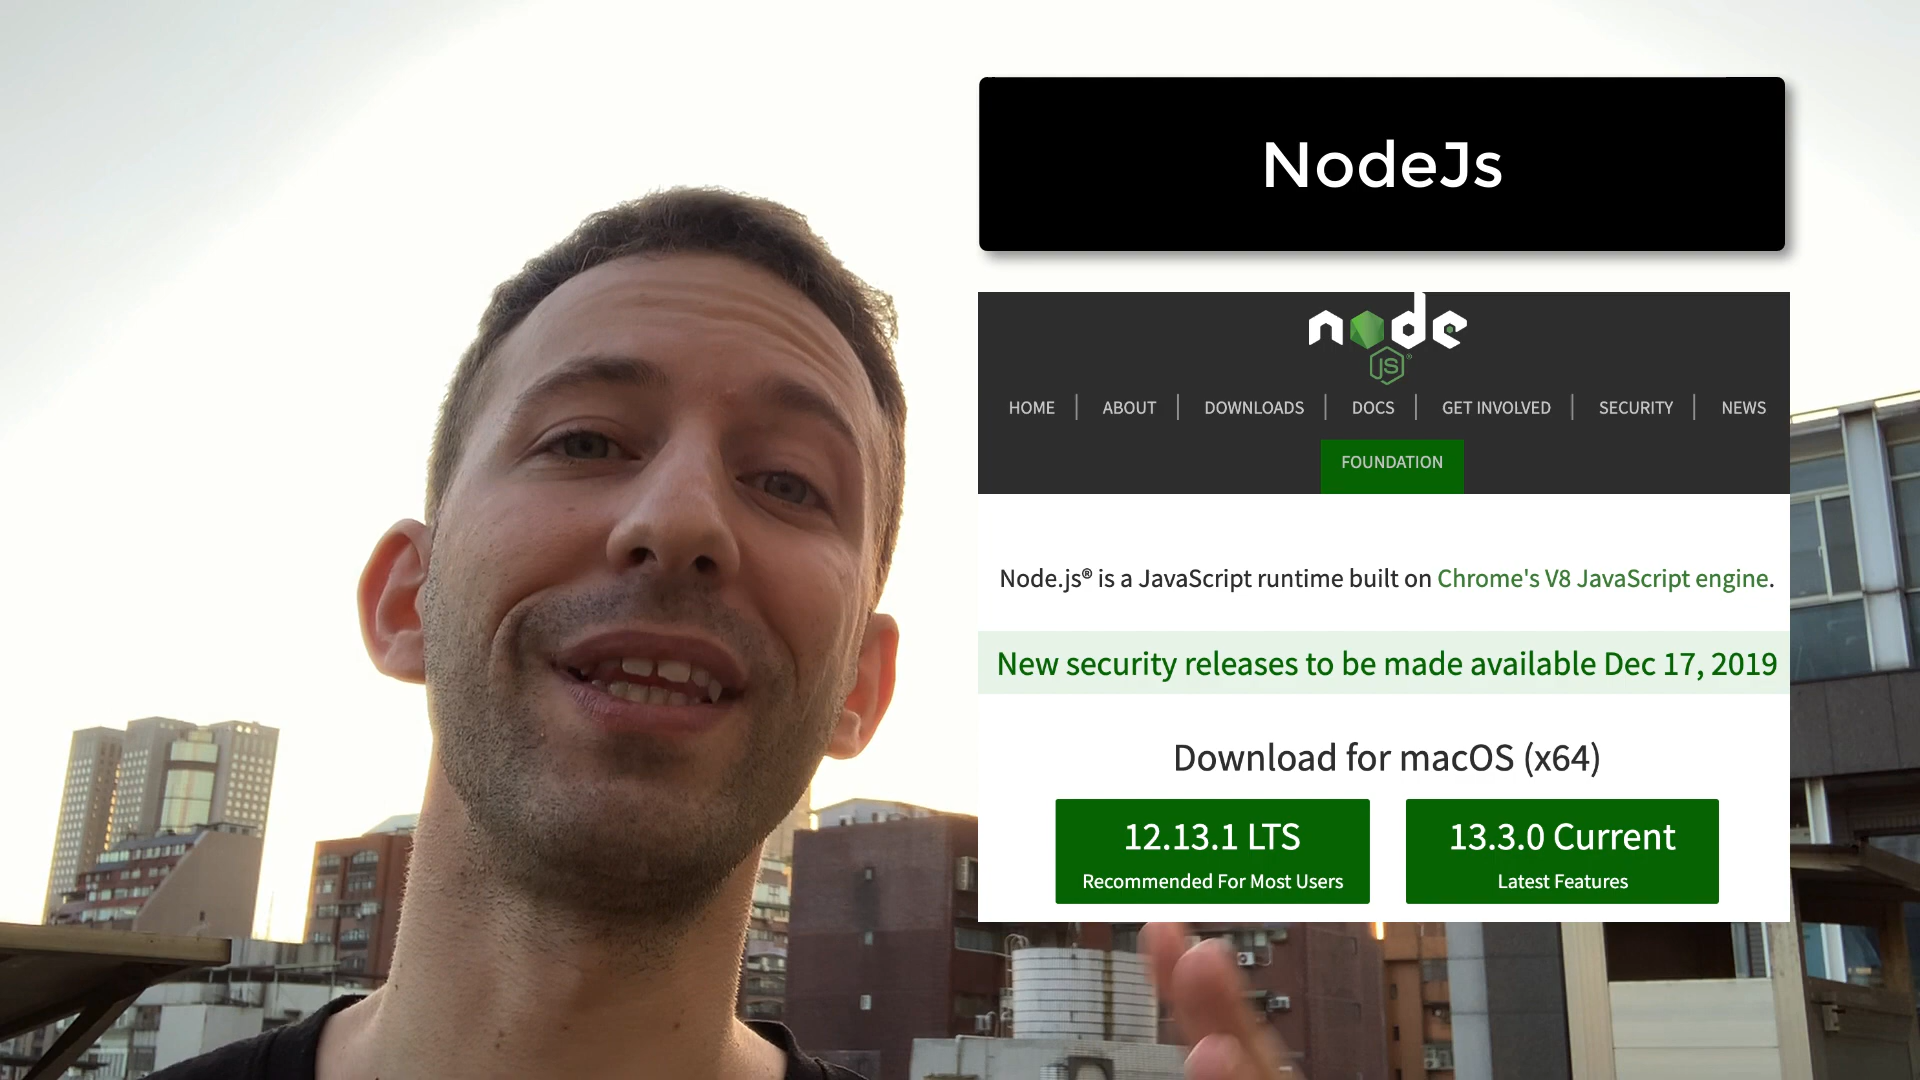 NodeJs
node
JS
HOME ABOUT DOWNLOADS DOCS GET INVOLVED SECURITY NEWS
FOUNDATION
Node.js® is a JavaScript runtime built on Chrome's V8 JavaScript engine.
New security releases to be made available Dec 17, 2019
Download for macOS (x64)
12.13.1 LTS
Recommended For Most Users
13.3.0 Current
Latest Features